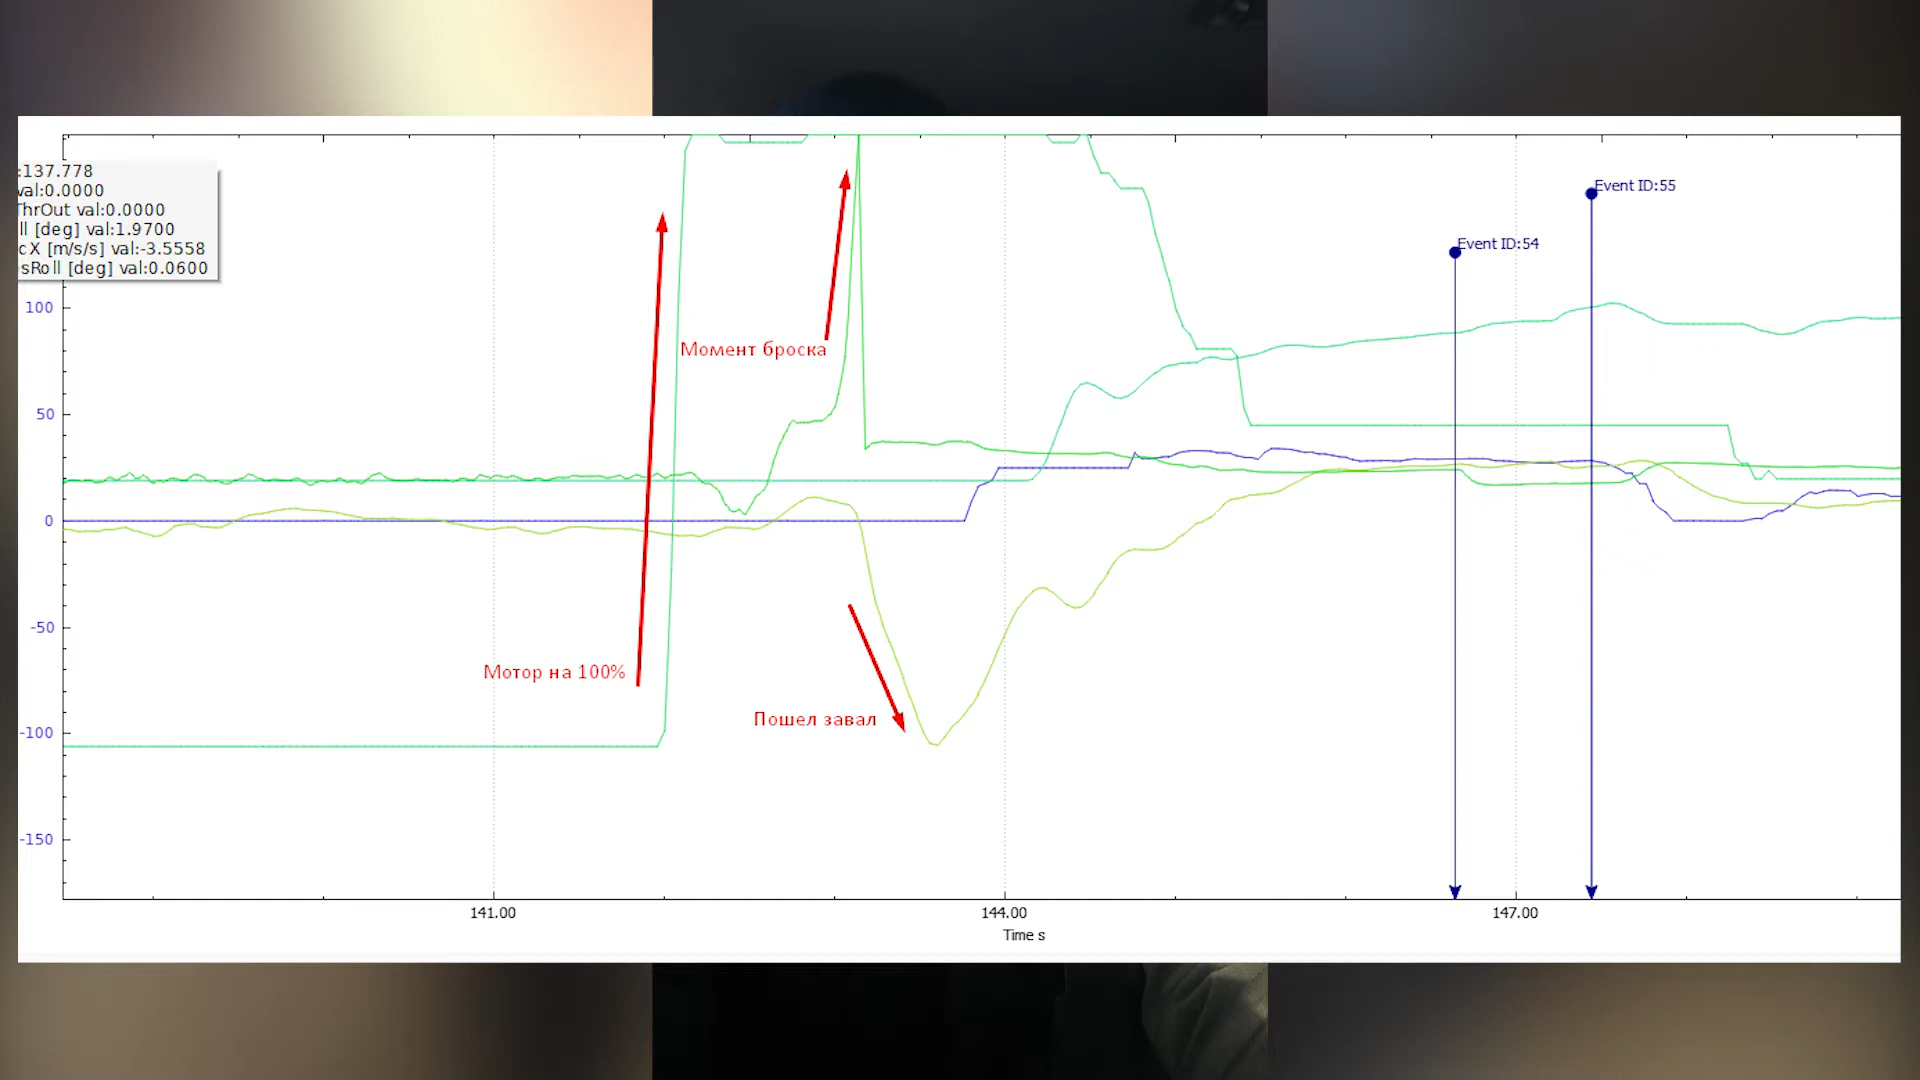 :137.778
val:0.0000
ThrOut val:0.0000
ll [deg] val:1.9700
cX [m/s/s] val:-3.5558
sRoll [deg] val:0.0600
Event ID:55
Event ID:54
100
Момент броска
50
0
-50
Мотор на 100%
Пошел завал
-100
-150
141.00
144.00
147.00
Time s